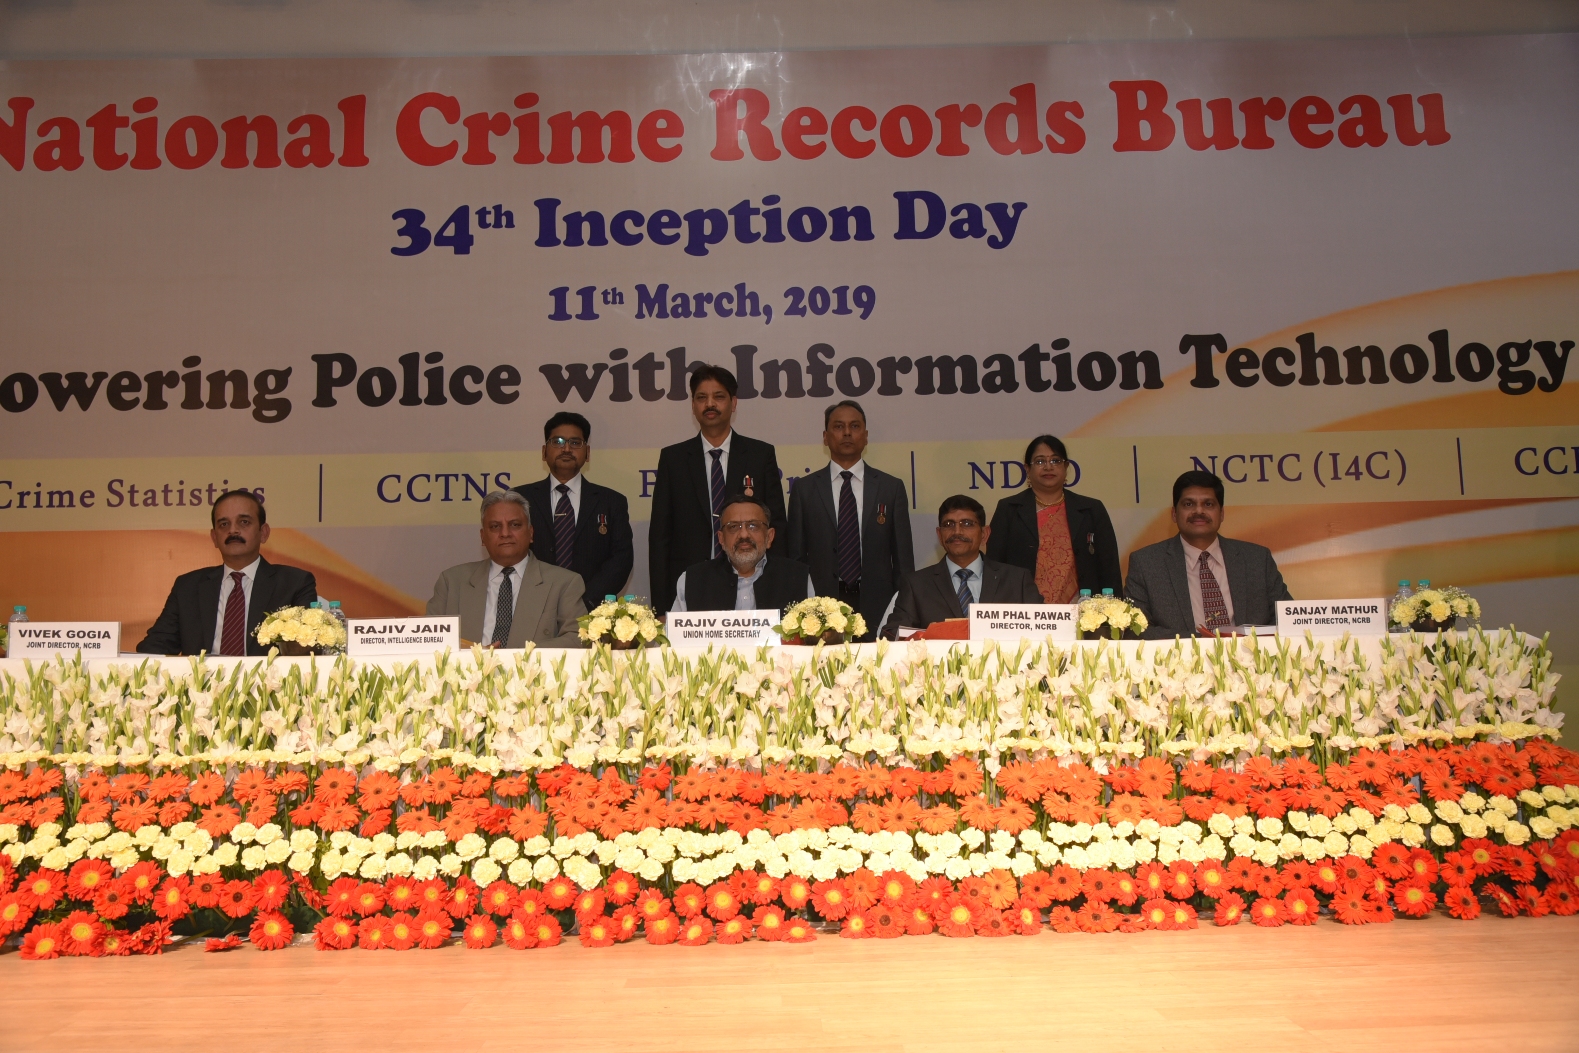 National Crime Records Bureau
34th Inception Day
11th March, 2019
owering Police with Information Technology
Crime Statistics | CCTNS | | | NCTC (I4C) |
VIVEK GOGIA
JOINT DIRECTOR, NCRB
RAJIV JAIN
DIRECTOR, INTELLIGENCE BUREAU
RAJIV GAUBA
UNION HOME SECRETARY
RAM PHAL PAWAR
DIRECTOR, NCRB
SANJAY MATHUR
JOINT DIRECTOR, NCRB